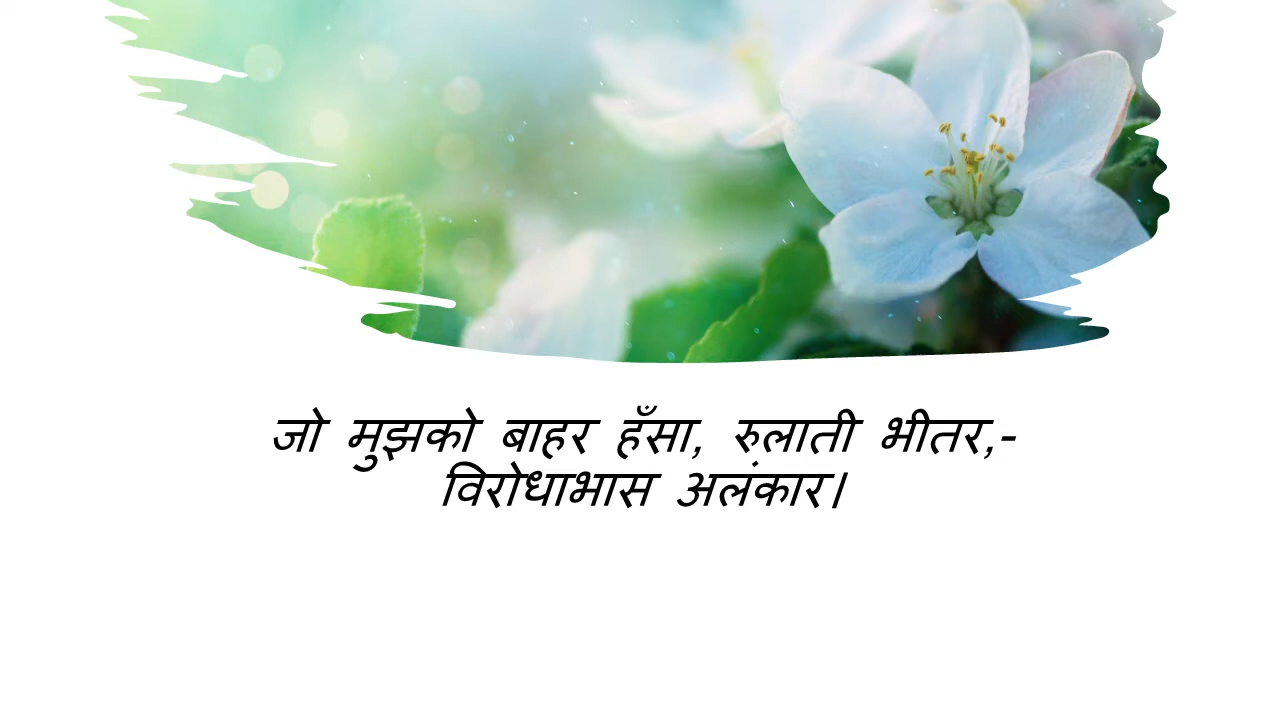 जो मुझको बाहर हँसा, रुलाती भीतर,-
विरोधाभास अलंकार।